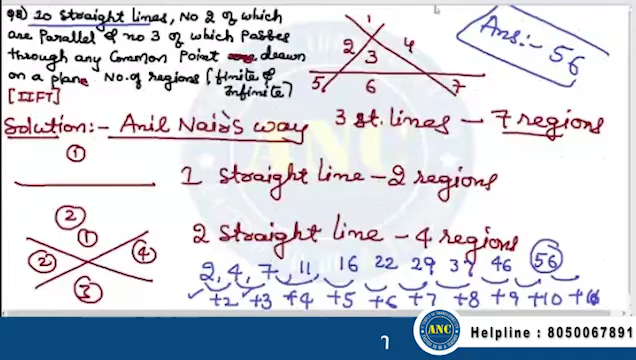 98) 10 Straight lines, No 2 of which
are Parallel & no 3 of which Passes
through any Common Point drawn
on a plane No. of regions (finite &
Infinite)
[IIFT]
1
2 3 4
5 6 7
Ans:- 56
Solution:- Anil Nair's way
3 st. lines - 7 regions
①
1 Straight line - 2 regions
②
① ② ④
③
2 Straight line - 4 regions
2, 4, 7, 11, 16 22 29 37 46 56
+2 +3 +4 +5 +6 +7 +8 +9 +10
ANC
Helpline : 8050067891